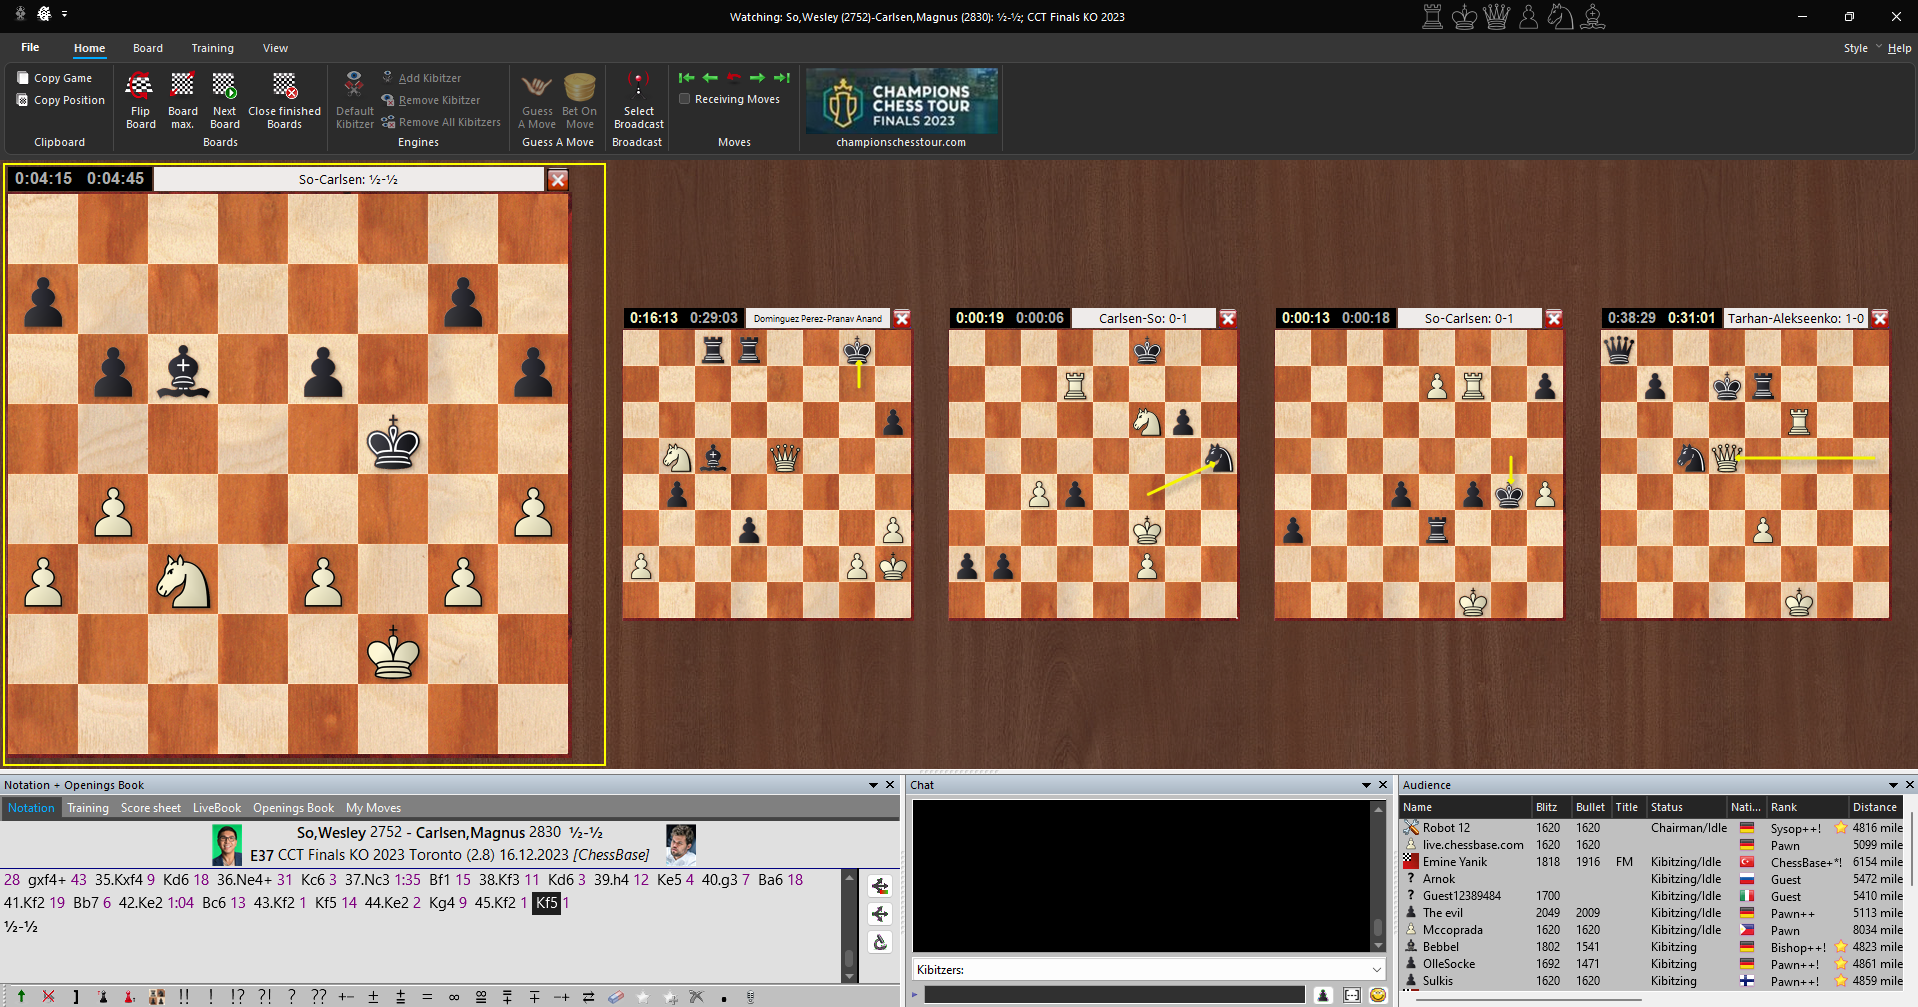 Watching: So,Wesley (2752)-Carlsen,Magnus (2830): ½-½; CCT Finals KO 2023
File Home Board Training View Style Help
Copy Game
Copy Position
Clipboard
Flip Board
Board max.
Next Board
Close finished Boards
Boards
Default Kibitzer
Add Kibitzer
Remove Kibitzer
Remove All Kibitzers
Engines
Guess A Move
Bet On Move
Guess A Move
Select Broadcast
Broadcast
Receiving Moves
Moves
CHAMPIONS
CHESS TOUR
FINALS 2023
championschesstour.com
0:04:15 0:04:45 So-Carlsen: ½-½
0:16:13 0:29:03 Dominguez Perez-Pranav Anand
0:00:19 0:00:06 Carlsen-So: 0-1
0:00:13 0:00:18 So-Carlsen: 0-1
0:38:29 0:31:01 Tarhan-Alekseenko: 1-0
Notation + Openings Book
Notation Training Score sheet LiveBook Openings Book My Moves
So,Wesley 2752 - Carlsen,Magnus 2830 ½-½
E37 CCT Finals KO 2023 Toronto (2.8) 16.12.2023 [ChessBase]
28 gxf4+ 43 35.Kxf4 9 Kd6 18 36.Ne4+ 31 Kc6 3 37.Nc3 1:35 Bf1 15 38.Kf3 11 Kd6 3 39.h4 12 Ke5 4 40.g3 7 Ba6 18
41.Kf2 19 Bb7 6 42.Ke2 1:04 Bc6 13 43.Kf2 1 Kf5 14 44.Ke2 2 Kg4 9 45.Kf2 1 Kf5 1
½-½
] !! ! !? ?! ? ?? +− ± ⩲ = ∞ ⩱ ∓ −+
Chat
Kibitzers:
Audience
Name Blitz Bullet Title Status Nati... Rank Distance
Robot 12 1620 1620 Chairman/Idle Sysop++! 4816 mile
live.chessbase.com 1620 1620 Pawn 5099 mile
Emine Yanik 1818 1916 FM Kibitzing/Idle ChessBase+*! 6154 mile
? Arnok Kibitzing/Idle Guest 5472 mile
? Guest12389484 1700 Kibitzing/Idle Guest 5410 mile
The evil 2049 2009 Kibitzing/Idle Pawn++ 5113 mile
Mccoprada 1620 1620 Kibitzing/Idle Pawn 8034 mile
Bebbel 1802 1541 Kibitzing Bishop++! 4823 mile
OlleSocke 1692 1471 Kibitzing Pawn++! 4861 mile
Sulkis 1620 1620 Kibitzing Pawn++! 4859 mile